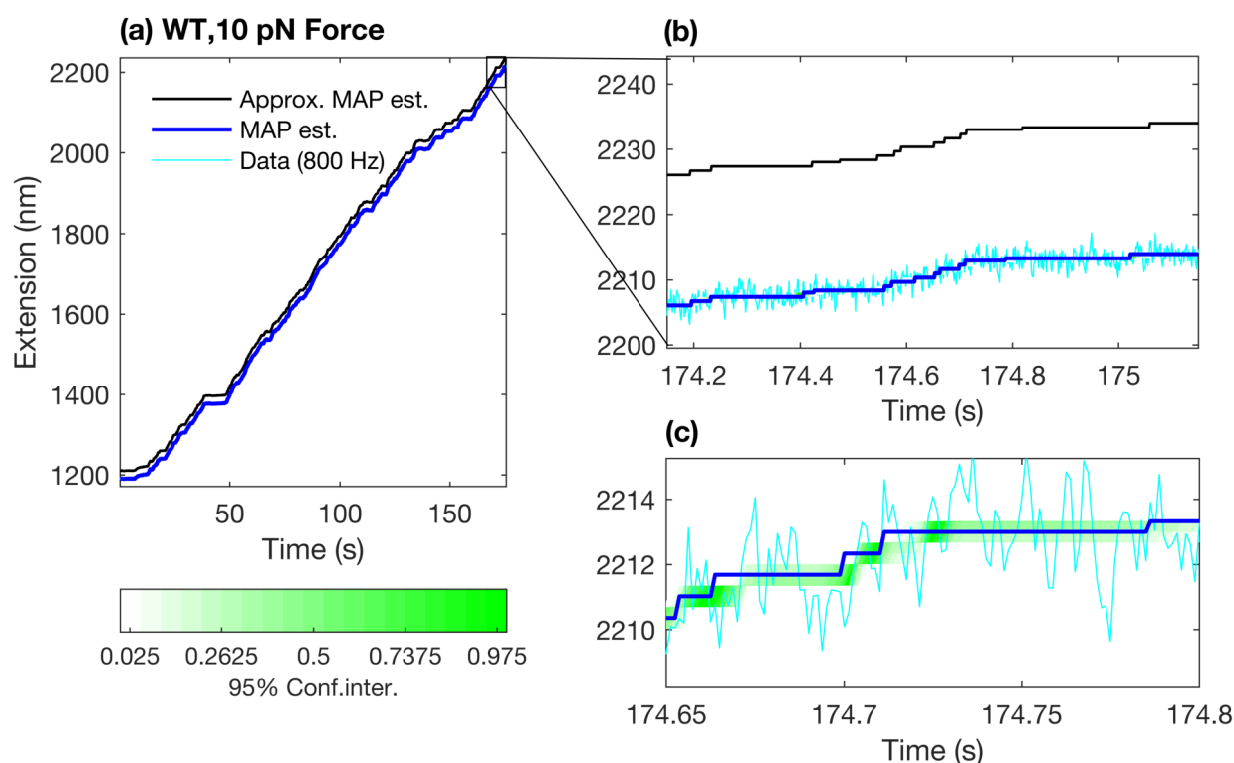 (a) WT,10 pN Force
2200
2000
1800
1600
1400
1200
Extension (nm)
Approx. MAP est.
MAP est.
Data (800 Hz)
50
100
150
Time (s)
0.025
0.2625
0.5
0.7375
0.975
95% Conf.inter.
(b)
2240
2230
2220
2210
2200
174.2
174.4
174.6
174.8
175
Time (s)
(c)
2214
2212
2210
174.65
174.7
174.75
174.8
Time (s)